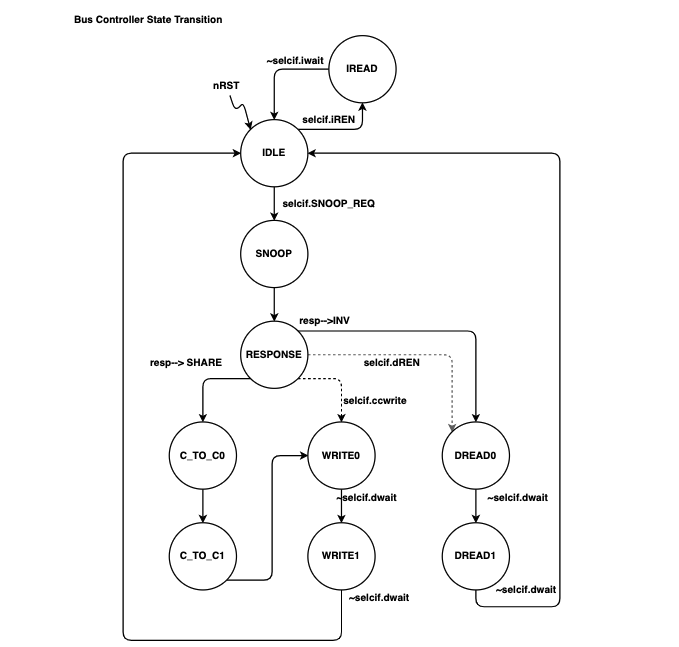 Bus Controller State Transition
~selcif.iwait
IREAD
nRST
selcif.iREN
IDLE
selcif.SNOOP_REQ
SNOOP
resp-->INV
RESPONSE
resp--> SHARE
selcif.dREN
selcif.ccwrite
C_TO_C0
WRITE0
DREAD0
~selcif.dwait
~selcif.dwait
C_TO_C1
WRITE1
DREAD1
~selcif.dwait
~selcif.dwait